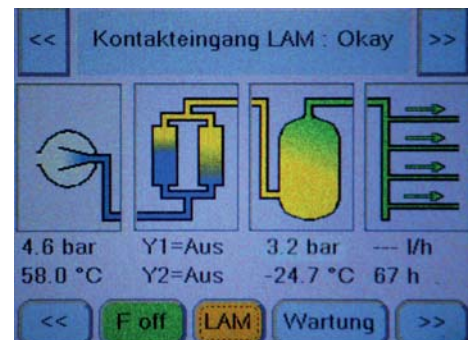 << Kontakteingang LAM : Okay >>
4.6 bar Y1=Aus 3.2 bar --- l/h
58.0 °C Y2=Aus -24.7 °C 67 h
<< F off LAM Wartung >>